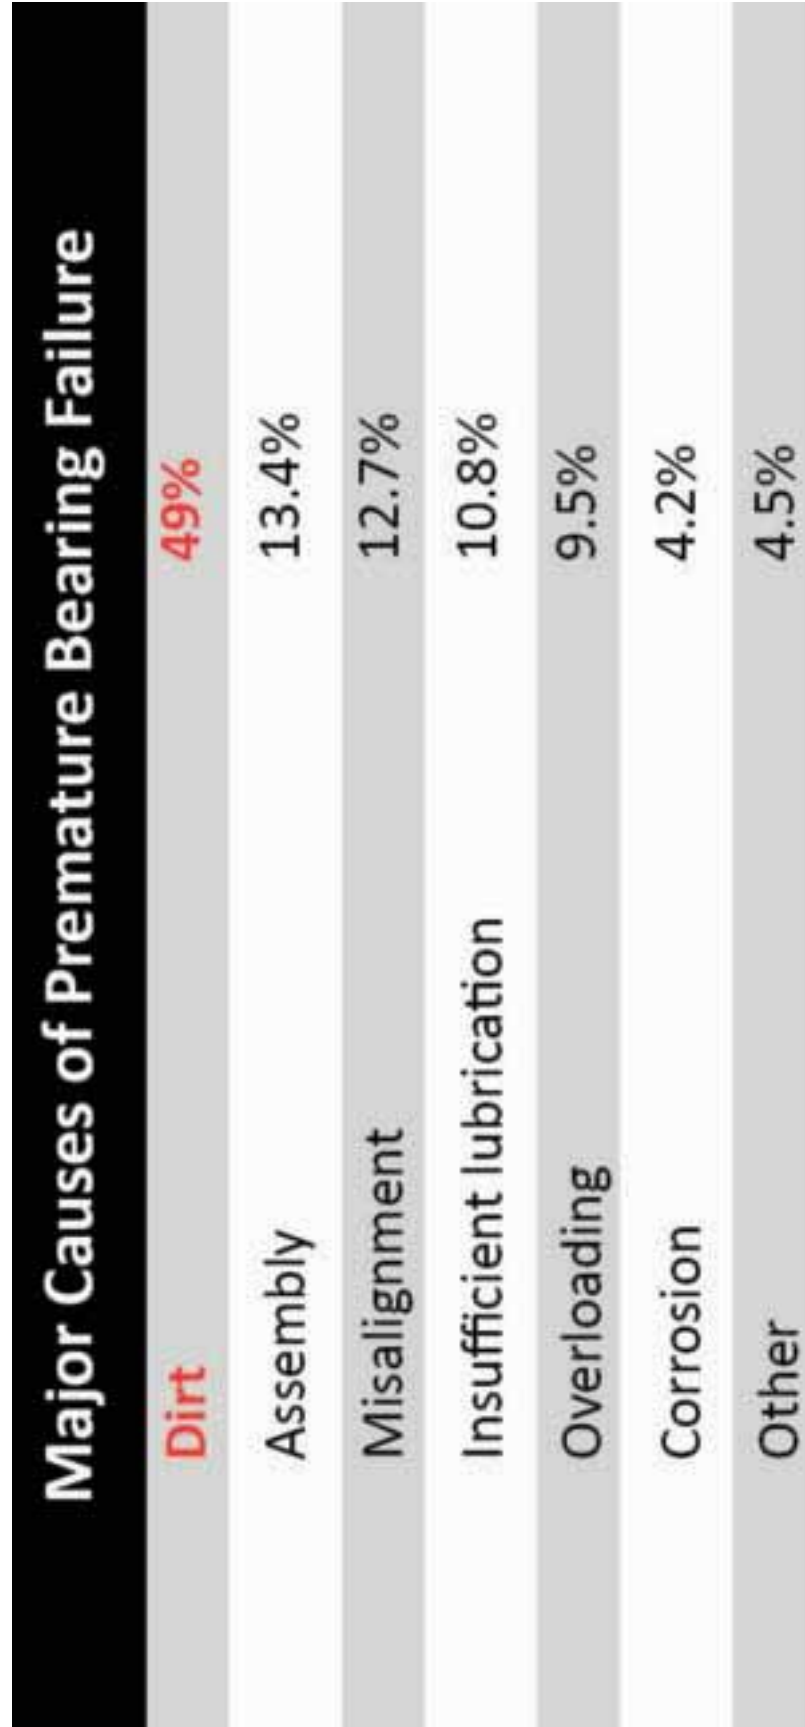 Major Causes of Premature Bearing Failure
Dirt 49%
Assembly 13.4%
Misalignment 12.7%
Insufficient lubrication 10.8%
Overloading 9.5%
Corrosion 4.2%
Other 4.5%